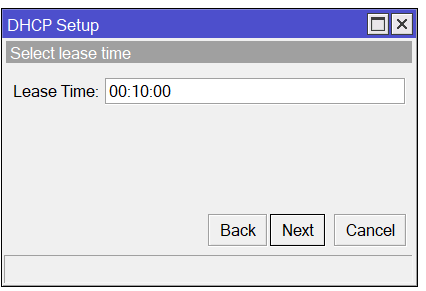 DHCP Setup
Select lease time
Lease Time: 00:10:00
Back Next Cancel